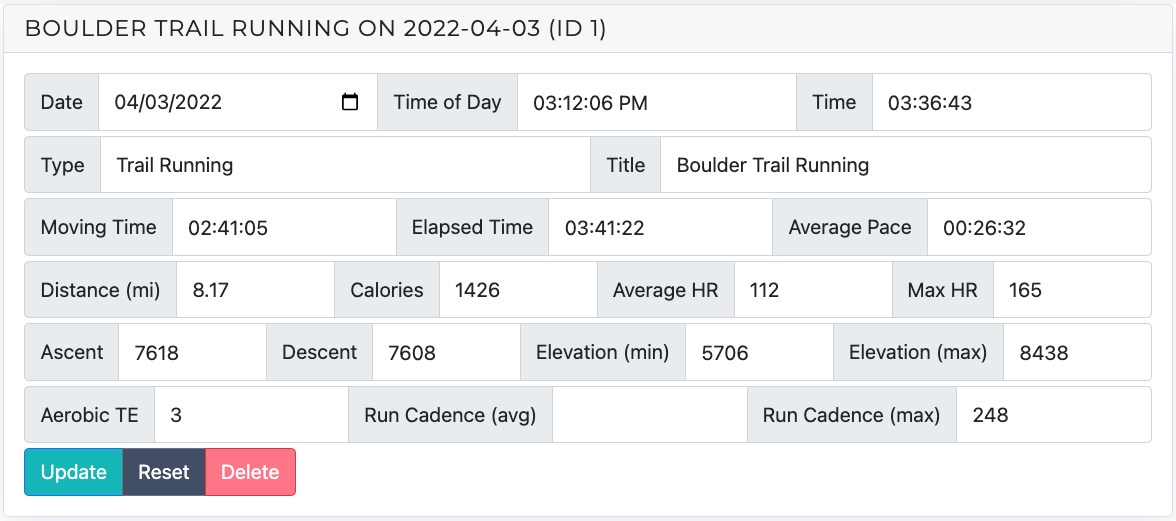 BOULDER TRAIL RUNNING ON 2022-04-03 (ID 1)
Date 04/03/2022 Time of Day 03:12:06 PM Time 03:36:43
Type Trail Running Title Boulder Trail Running
Moving Time 02:41:05 Elapsed Time 03:41:22 Average Pace 00:26:32
Distance (mi) 8.17 Calories 1426 Average HR 112 Max HR 165
Ascent 7618 Descent 7608 Elevation (min) 5706 Elevation (max) 8438
Aerobic TE 3 Run Cadence (avg) Run Cadence (max) 248
Update Reset Delete